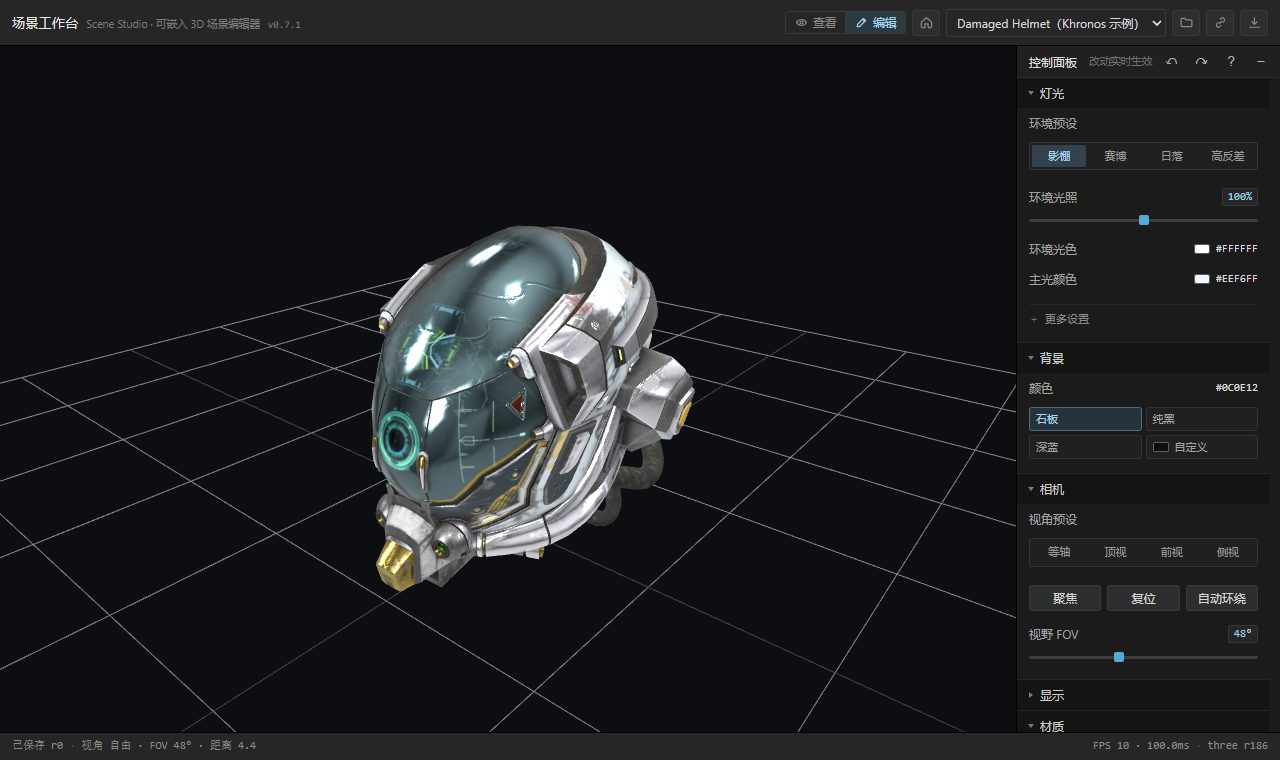 场景工作台 Scene Studio · 可嵌入 3D 场景编辑器 v0.7.1
查看 编辑 Damaged Helmet（Khronos 示例）
控制面板 改动实时生效 ?
灯光
环境预设
影棚 赛博 日落 高反差
环境光照 100%
环境光色 #FFFFFF
主光颜色 #EEF6FF
+ 更多设置
背景
颜色 #0C0E12
石板 纯黑
深蓝 自定义
相机
视角预设
等轴 顶视 前视 侧视
聚焦 复位 自动环绕
视野 FOV 48°
显示
材质
已保存 r0 · 视角 自由 · FOV 48° · 距离 4.4
FPS 10 · 100.0ms · three r186